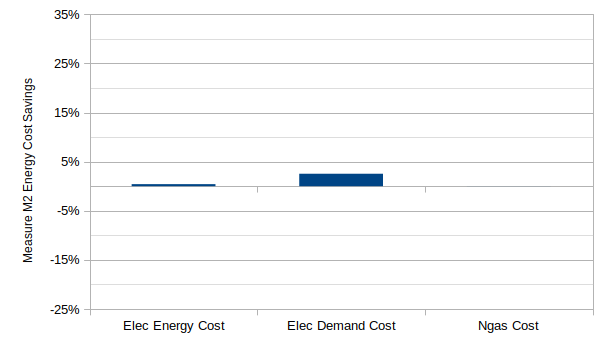 35%
25%
15%
5%
-5%
-15%
-25%
Measure M2 Energy Cost Savings
Elec Energy Cost
Elec Demand Cost
Ngas Cost